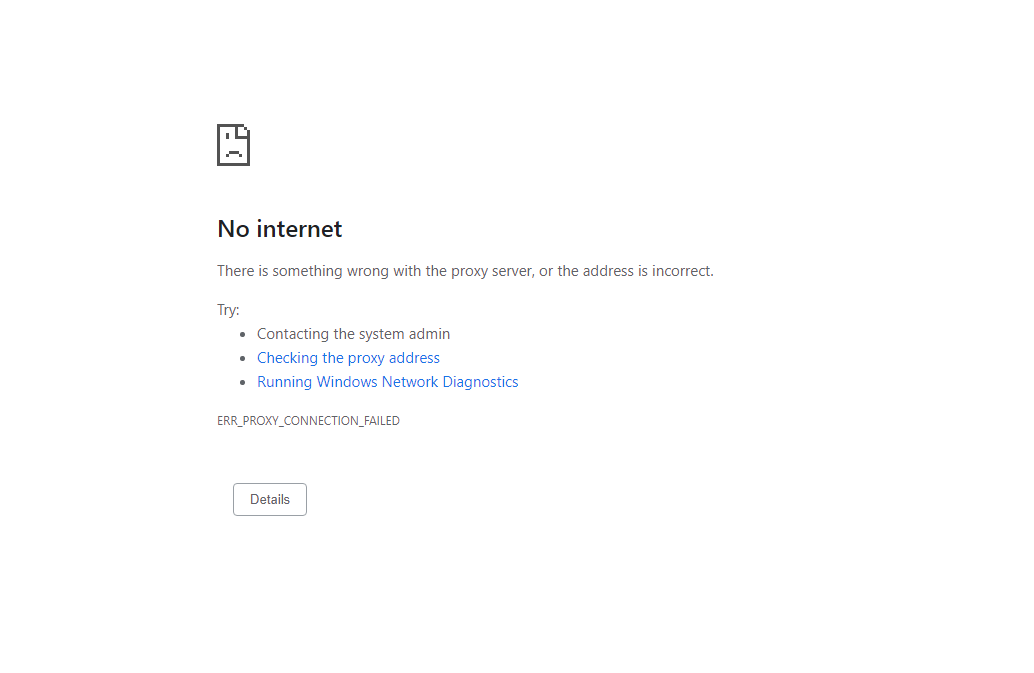 No internet
There is something wrong with the proxy server, or the address is incorrect.
Try:
Contacting the system admin
Checking the proxy address
Running Windows Network Diagnostics
ERR_PROXY_CONNECTION_FAILED
Details